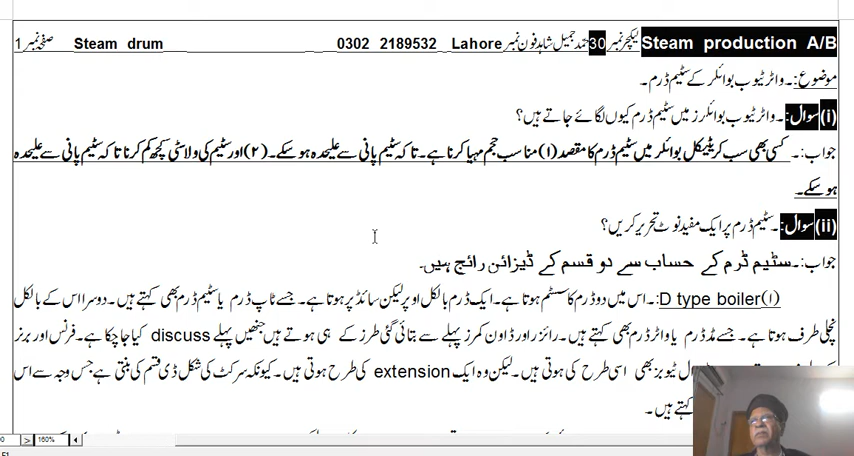 Steam production A/B لیکچر نمبر 30 محمد جمیل شاہد فون نمبر 0302 2189532 Lahore Steam drum صفحہ نمبر 1
موضوع:۔ واٹر ٹیوب بوائلر کے سٹیم ڈرم۔
(i) سوال:۔ واٹر ٹیوب بوائلرز میں سٹیم ڈرم کیوں لگائے جاتے ہیں؟
جواب:۔ کسی بھی سب کریٹیکل بوائلر میں سٹیم ڈرم کا مقصد (۱) مناسب حجم مہیا کرنا ہے۔ تاکہ سٹیم پانی سے علیحدہ ہو سکے۔ (۲) اور سٹیم کی ولاسٹی کچھ کم کرنا تاکہ سٹیم پانی سے علیحدہ
ہو سکے۔
(ii) سوال:۔ سٹیم ڈرم پر ایک مفید نوٹ تحریر کریں؟
جواب:۔ سٹیم ڈرم کے حساب سے دو قسم کے ڈیزائن رائج ہیں۔
(۱) D type boiler:۔ اس میں دو ڈرم کا سسٹم ہوتا ہے۔ ایک ڈرم بالکل اوپر لیکن سائڈ پر ہوتا ہے۔ جسے ٹاپ ڈرم یا سٹیم ڈرم بھی کہتے ہیں۔ دوسرا اس کے بالکل
نچلی طرف ہوتا ہے۔ جسے مڈ ڈرم یا واٹر ڈرم بھی کہتے ہیں۔ رائزر اور ڈاون کمرز پہلے سے بتائی گئی طرز کے ہی ہوتے ہیں جنھیں پہلے discuss کیا جا چکا ہے۔ فرنس اور برنر
وال ٹیوبز بھی اسی طرح کی ہوتی ہیں۔ لیکن وہ ایک extension کی طرح ہوتی ہیں۔ کیونکہ سرکٹ کی شکل ڈی قسم کی بنتی ہے جس وجہ سے اس
کہتے ہیں۔
160%